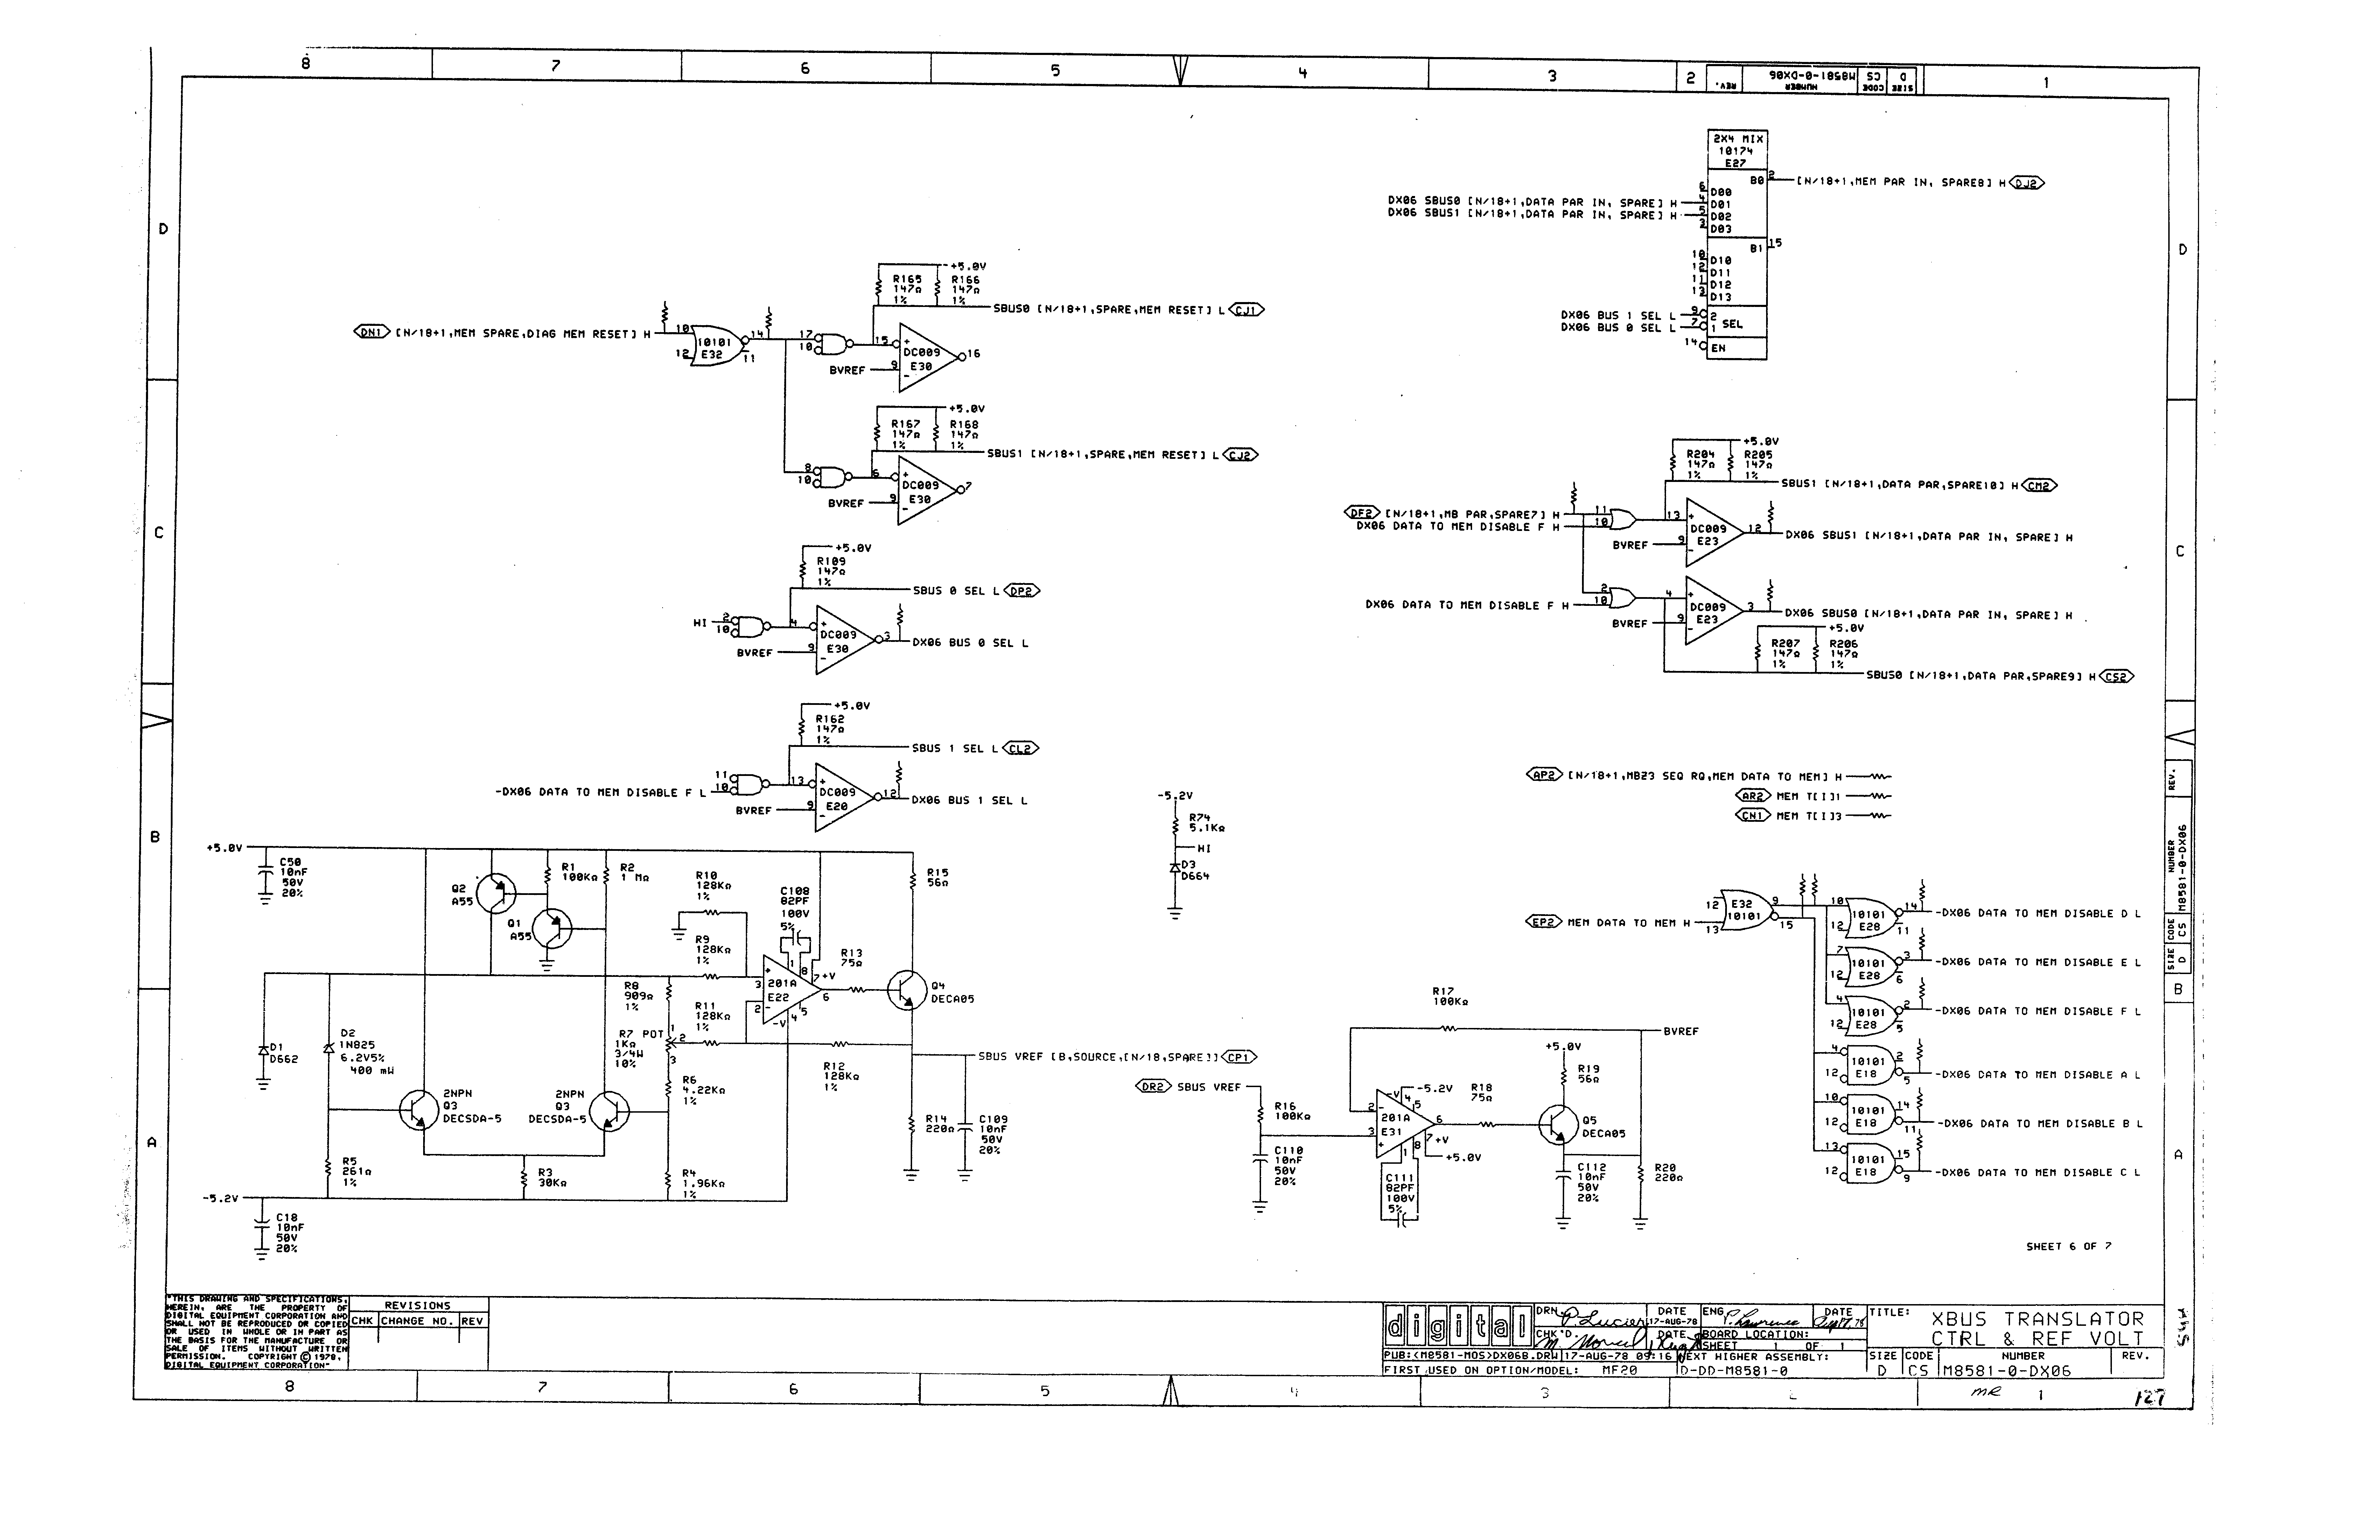 8 7 6 5 4 3 2 1
REV. NUMBER M8581-0-DX06 CODE CS SIZE D
2X4 MIX
10174
E27
B0 2 [N/18+1,MEM PAR IN, SPARE8] H DJ2
DX06 SBUS0 [N/18+1,DATA PAR IN, SPARE] H
DX06 SBUS1 [N/18+1,DATA PAR IN, SPARE] H
6 D00
4 D01
5 D02
3 D03
B1 15
10 D10
12 D11
11 D12
13 D13
DX06 BUS 1 SEL L 9 2
DX06 BUS 0 SEL L 7 1 SEL
14 EN
D
D
+5.0V
R165 147Ω 1%
R166 147Ω 1%
SBUS0 [N/18+1,SPARE,MEM RESET] L CJ1
DN1 [N/18+1,MEM SPARE,DIAG MEM RESET] H
10 12 10101 E32 14 11
17 10 15 + DC009 E30 16
BVREF 9 -
+5.0V
R167 147Ω 1%
R168 147Ω 1%
SBUS1 [N/18+1,SPARE,MEM RESET] L CJ2
8 10 6 + DC009 E30 7
BVREF 9 -
C
C
+5.0V
R204 147Ω 1%
R205 147Ω 1%
SBUS1 [N/18+1,DATA PAR,SPARE10] H CM2
DF2 [N/18+1,MB PAR,SPARE7] H
DX06 DATA TO MEM DISABLE F H
11 10 13 + DC009 E23 12
BVREF 9 -
DX06 SBUS1 [N/18+1,DATA PAR IN, SPARE] H
DX06 DATA TO MEM DISABLE F H
2 10 4 + DC009 E23 3
BVREF 9 -
DX06 SBUS0 [N/18+1,DATA PAR IN, SPARE] H
+5.0V
R207 147Ω 1%
R206 147Ω 1%
SBUS0 [N/18+1,DATA PAR,SPARE9] H CS2
+5.0V
R109 147Ω 1%
SBUS 0 SEL L DP2
HI 2 10 4 + DC009 E30 3
BVREF 9 -
DX06 BUS 0 SEL L
+5.0V
R162 147Ω 1%
SBUS 1 SEL L CL2
-DX06 DATA TO MEM DISABLE F L
11 10 13 + DC009 E20 12
BVREF 9 -
DX06 BUS 1 SEL L
B
B
-5.2V
R74 5.1KΩ
HI
D3 D664
AP2 [N/18+1,MB23 SEQ RQ,MEM DATA TO MEM] H
AR2 MEM T[I]1
CN1 MEM T[I]3
REV.
NUMBER M8581-0-DX06
CODE CS
SIZE D
+5.0V
C50 10nF 50V 20%
Q2 A55
R1 100KΩ
R2 1 MΩ
Q1 A55
R10 128KΩ 1%
C108 82PF 100V 5%
R15 56Ω
R9 128KΩ 1%
R13 75Ω
R8 909Ω 1%
R11 128KΩ 1%
3 + 201A E22 2 - 1 8 7 +V 6 -V 4 5
Q4 DECA05
D1 D662
D2 1N825 6.2V5% 400 mW
R7 POT 1KΩ 3/4W 10%
1 2 3
R12 128KΩ 1%
SBUS VREF [B,SOURCE,[N/18,SPARE]] CP1
2NPN Q3 DECSDA-5
2NPN Q3 DECSDA-5
R6 4.22KΩ 1%
R14 220Ω
C109 10nF 50V 20%
R5 261Ω 1%
R3 30KΩ
R4 1.96KΩ 1%
-5.2V
C18 10nF 50V 20%
A
A
R17 100KΩ
BVREF
DR2 SBUS VREF
R16 100KΩ
C110 10nF 50V 20%
-5.2V
2 - 201A E31 3 + -V 4 5 6 7 +V 1 8
+5.0V
C111 82PF 100V 5%
R18 75Ω
+5.0V
R19 56Ω
Q5 DECA05
C112 10nF 50V 20%
R20 220Ω
EP2 MEM DATA TO MEM H
12 13 E32 10101 9 15
10 12 10101 E28 14 11 -DX06 DATA TO MEM DISABLE D L
7 12 10101 E28 3 6 -DX06 DATA TO MEM DISABLE E L
4 12 10101 E28 2 5 -DX06 DATA TO MEM DISABLE F L
4 12 10101 E18 2 5 -DX06 DATA TO MEM DISABLE A L
10 12 10101 E18 14 11 -DX06 DATA TO MEM DISABLE B L
13 12 10101 E18 15 9 -DX06 DATA TO MEM DISABLE C L
SHEET 6 OF 7
"THIS DRAWING AND SPECIFICATIONS,
HEREIN, ARE THE PROPERTY OF
DIGITAL EQUIPMENT CORPORATION AND
SHALL NOT BE REPRODUCED OR COPIED
OR USED IN WHOLE OR IN PART AS
THE BASIS FOR THE MANUFACTURE OR
SALE OF ITEMS WITHOUT WRITTEN
PERMISSION. COPYRIGHT © 1978,
DIGITAL EQUIPMENT CORPORATION"
REVISIONS
CHK CHANGE NO. REV
digital
DRN. P. Lucier DATE 17-AUG-78 ENG. DATE
CHK'D. DATE BOARD LOCATION:
SHEET 1 OF 1
PUB:<M8581-MOS>DX06B.DRW 17-AUG-78 09:16 NEXT HIGHER ASSEMBLY:
FIRST USED ON OPTION/MODEL: MF20 D-DD-M8581-0
TITLE: XBUS TRANSLATOR
CTRL & REF VOLT
SIZE D CODE CS NUMBER M8581-0-DX06 REV.
8 7 6 5 4 3 1
MR
127